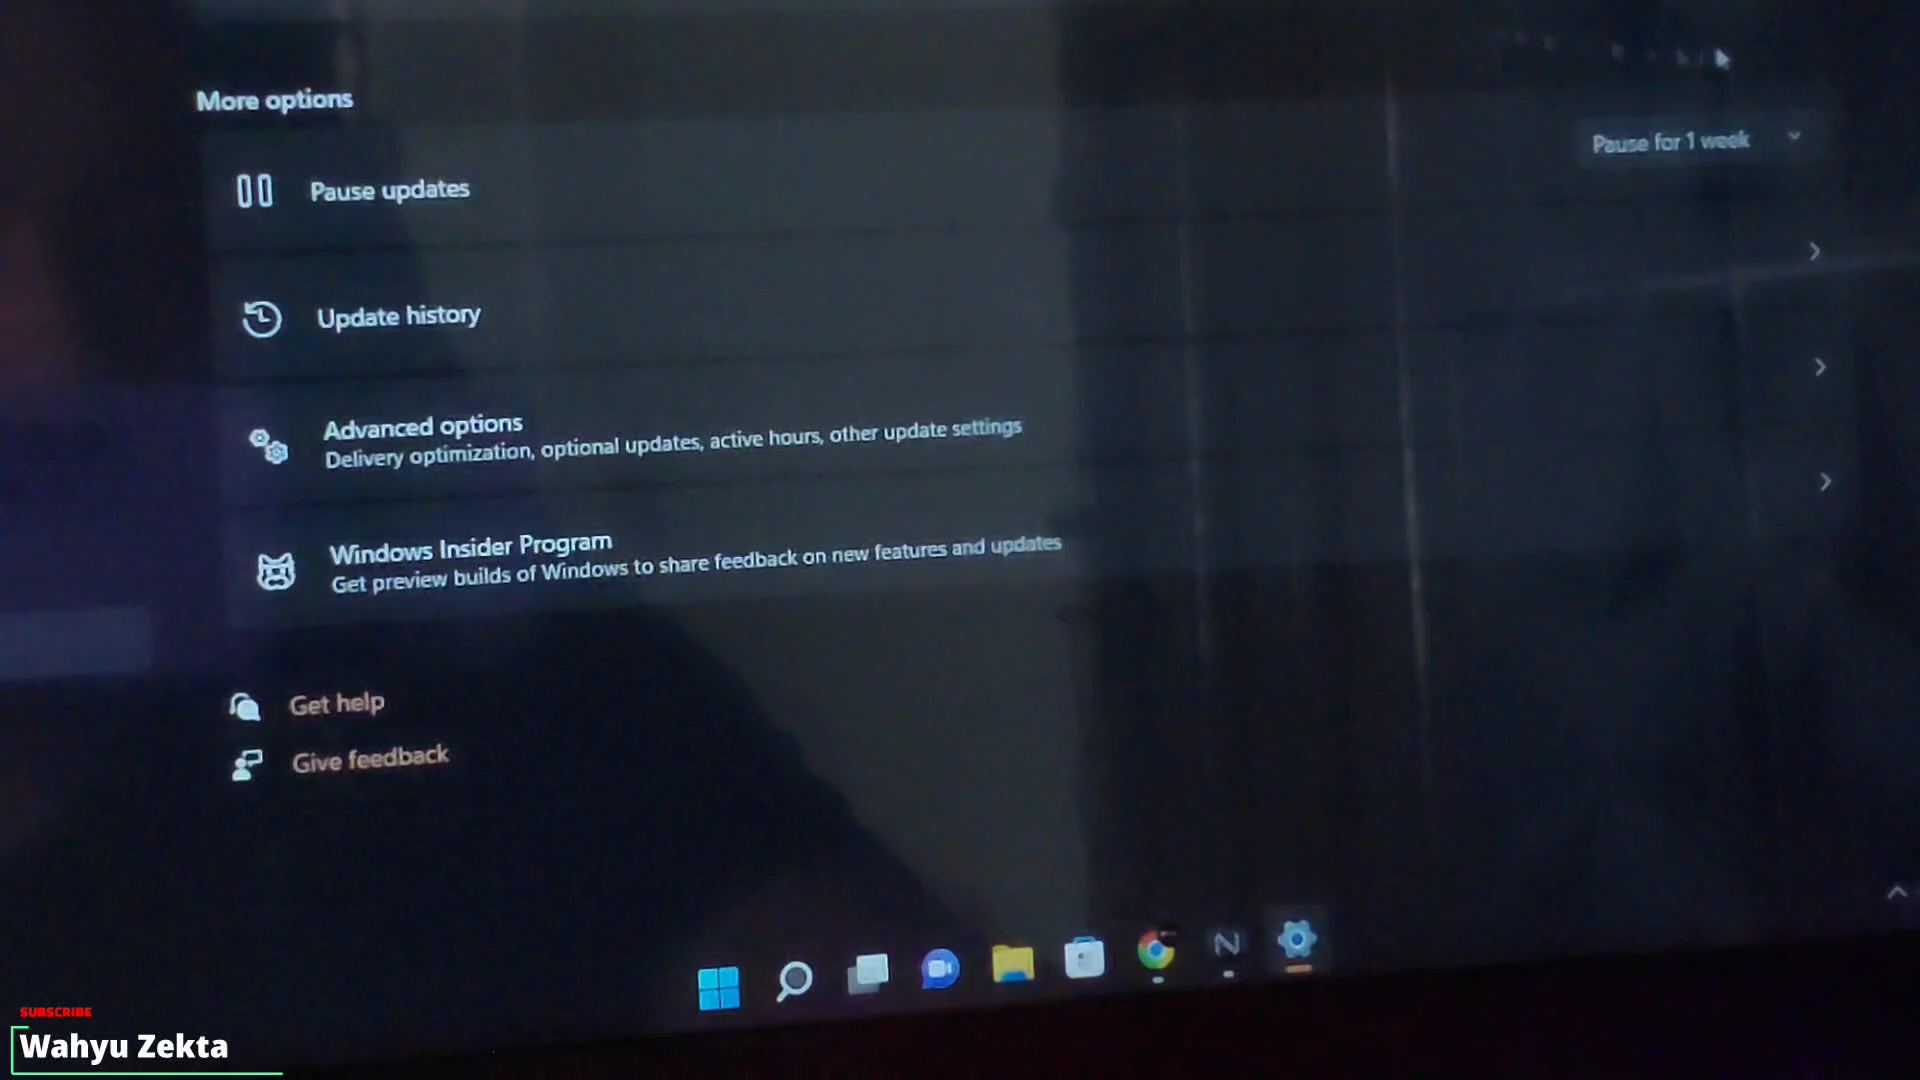 More options
Pause updates
Pause for 1 week
Update history
Advanced options
Delivery optimization, optional updates, active hours, other update settings
Windows Insider Program
Get preview builds of Windows to share feedback on new features and updates
Get help
Give feedback
SUBSCRIBE
Wahyu Zekta